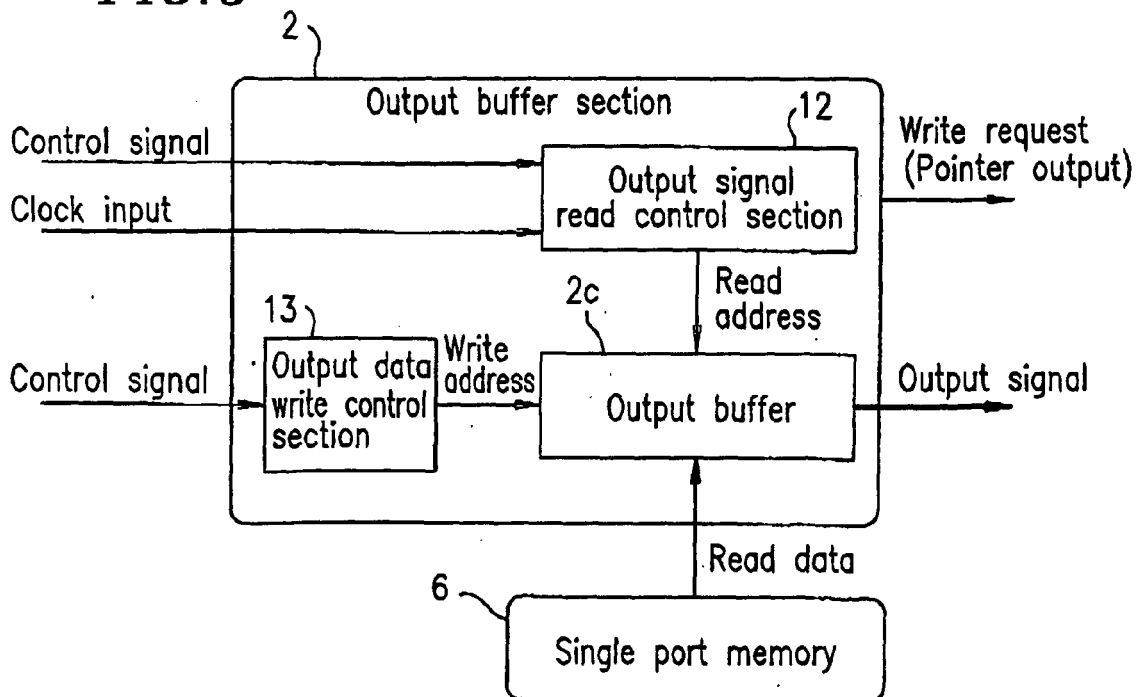 2
Output buffer section
12
Control signal
Write request
(Pointer output)
Output signal
read control section
Clock input
Read
address
2c
13
Write
address
Control signal
Output data
write control
section
Output buffer
Output signal
Read data
6
Single port memory